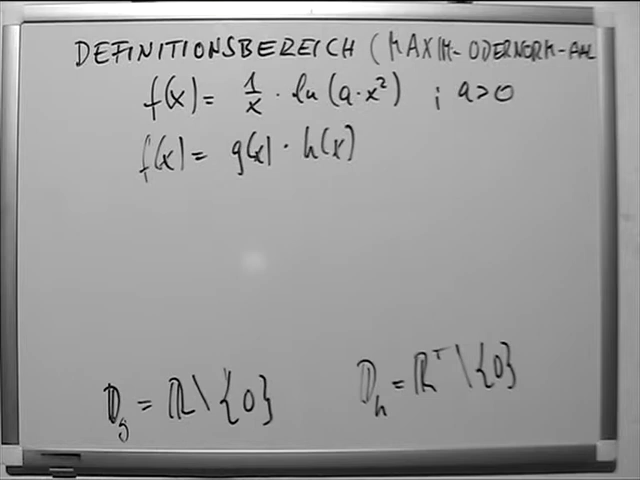 DEFINITIONSBEREICH (MAXIM- ODER NORM-AL
f(x) = 1/x · ln (a·x²) ; a>0
f(x) = g(x) · h(x)
D_g = ℝ \ {0} D_h = ℝ⁺ \ {0}